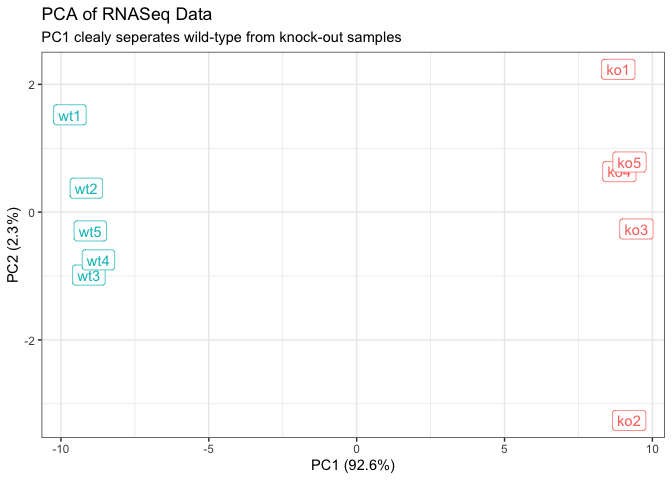 PCA of RNASeq Data
PC1 clealy seperates wild-type from knock-out samples
ko1
2
wt1
ko5
ko4
wt2
0
wt5
ko3
wt4
wt3
-2
ko2
PC2 (2.3%)
-10
-5
0
5
10
PC1 (92.6%)